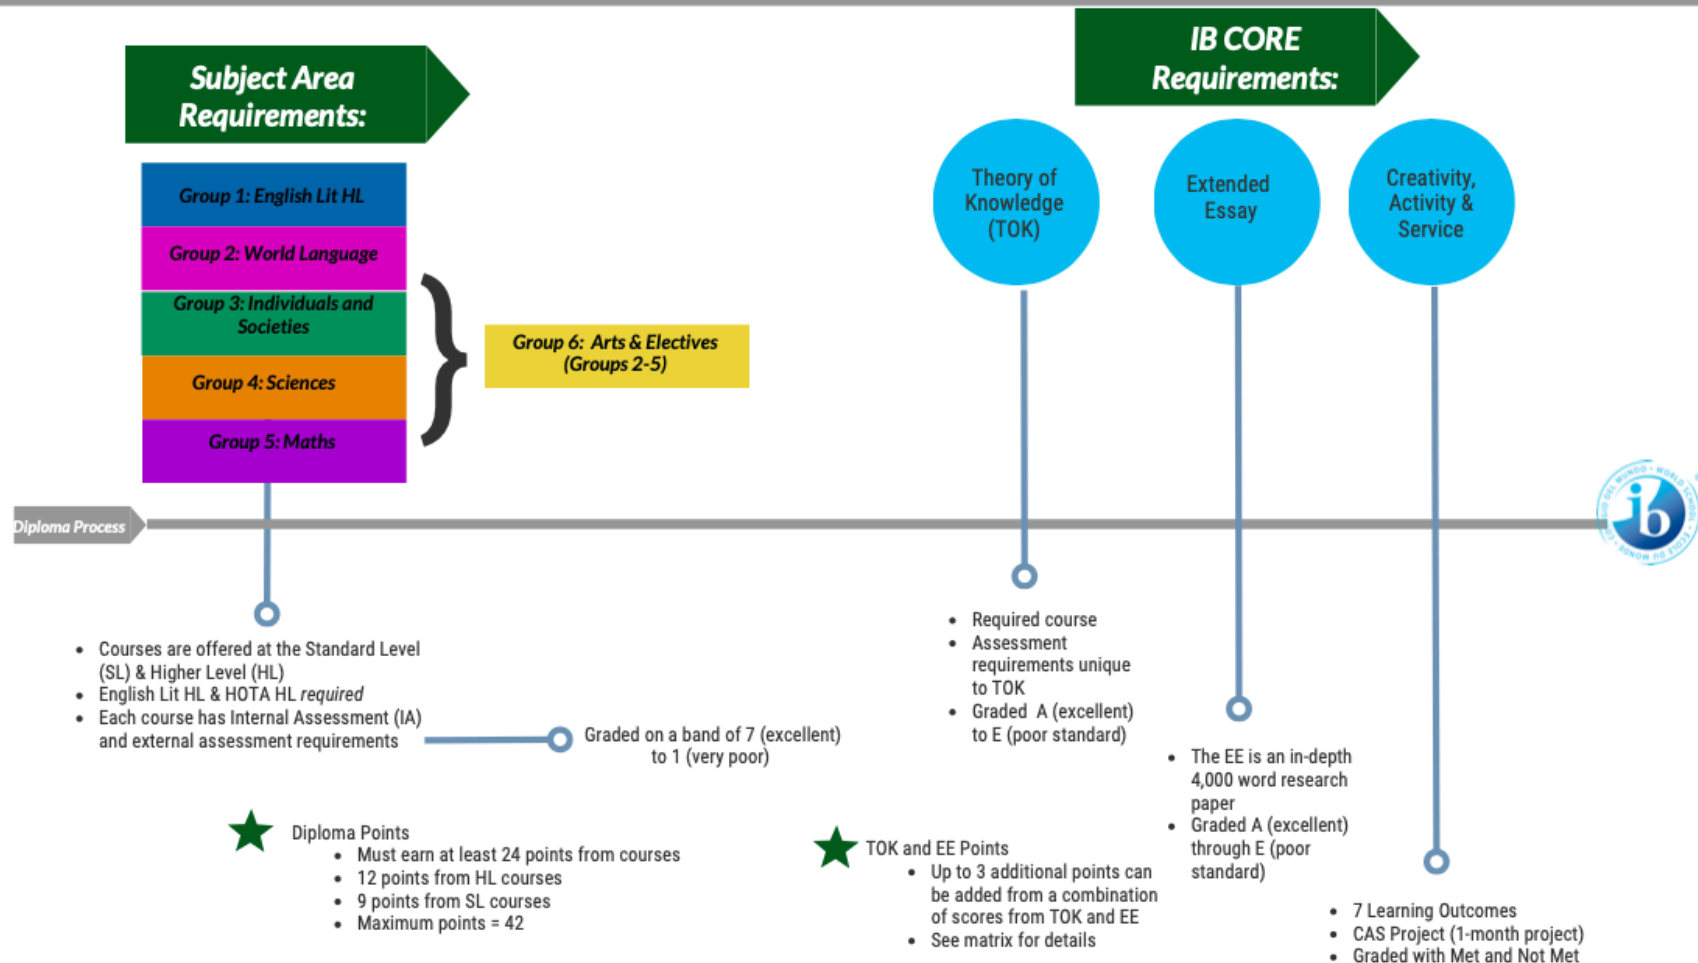 Subject Area
Requirements:
IB CORE
Requirements:
Group 1: English Lit HL
Group 2: World Language
Group 3: Individuals and
Societies
Group 4: Sciences
Group 5: Maths
Group 6: Arts & Electives
(Groups 2-5)
Theory of
Knowledge
(TOK)
Extended
Essay
Creativity,
Activity &
Service
Diploma Process
ib
• Courses are offered at the Standard Level
(SL) & Higher Level (HL)
• English Lit HL & HOTA HL required
• Each course has Internal Assessment (IA)
and external assessment requirements
Graded on a band of 7 (excellent)
to 1 (very poor)
Diploma Points
• Must earn at least 24 points from courses
• 12 points from HL courses
• 9 points from SL courses
• Maximum points = 42
• Required course
• Assessment
requirements unique
to TOK
• Graded A (excellent)
to E (poor standard)
TOK and EE Points
• Up to 3 additional points can
be added from a combination
of scores from TOK and EE
• See matrix for details
• The EE is an in-depth
4,000 word research
paper
• Graded A (excellent)
through E (poor
standard)
• 7 Learning Outcomes
• CAS Project (1-month project)
• Graded with Met and Not Met